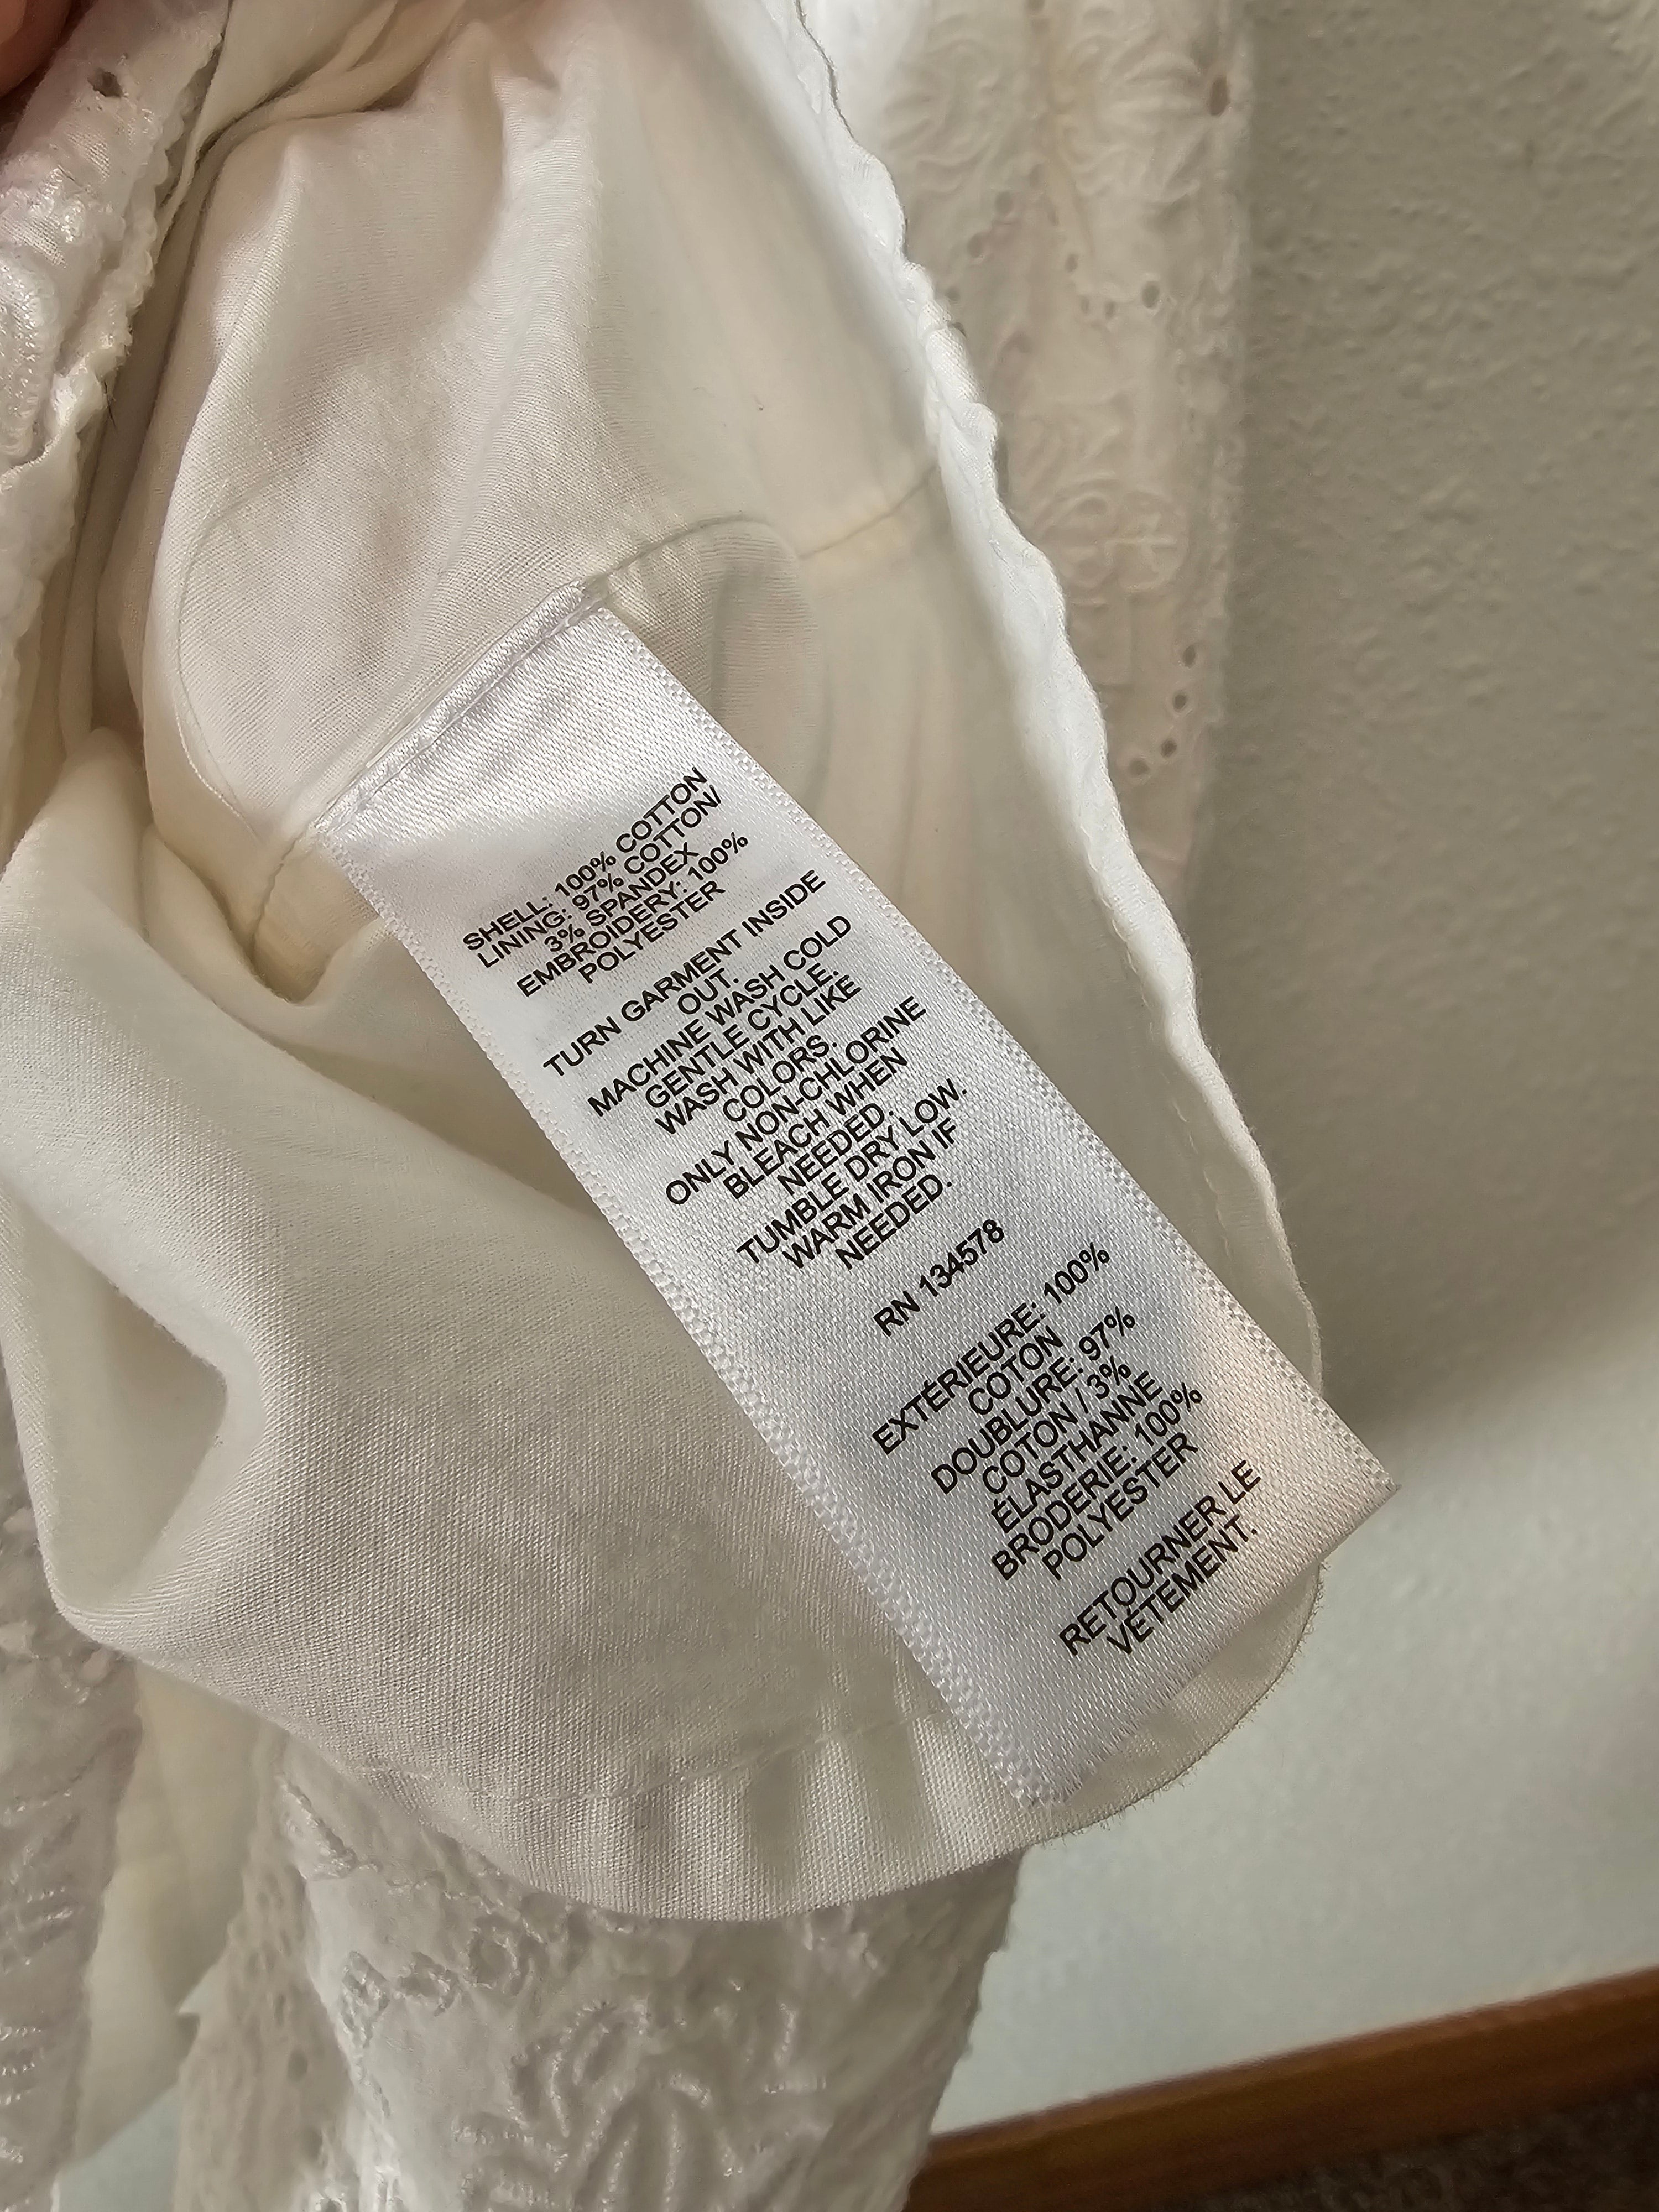 SHELL: 100% COTTON
LINING: 97% COTTON/
3% SPANDEX
EMBROIDERY: 100%
POLYESTER
TURN GARMENT INSIDE
OUT.
MACHINE WASH COLD
GENTLE CYCLE.
WASH WITH LIKE
COLORS.
ONLY NON-CHLORINE
BLEACH WHEN
NEEDED.
TUMBLE DRY LOW.
WARM IRON IF
NEEDED.
RN 134578
EXTÉRIEURE: 100%
COTON
DOUBLURE: 97%
COTON / 3%
ÉLASTHANNE
BRODERIE: 100%
POLYESTER
RETOURNER LE
VÉTEMENT.